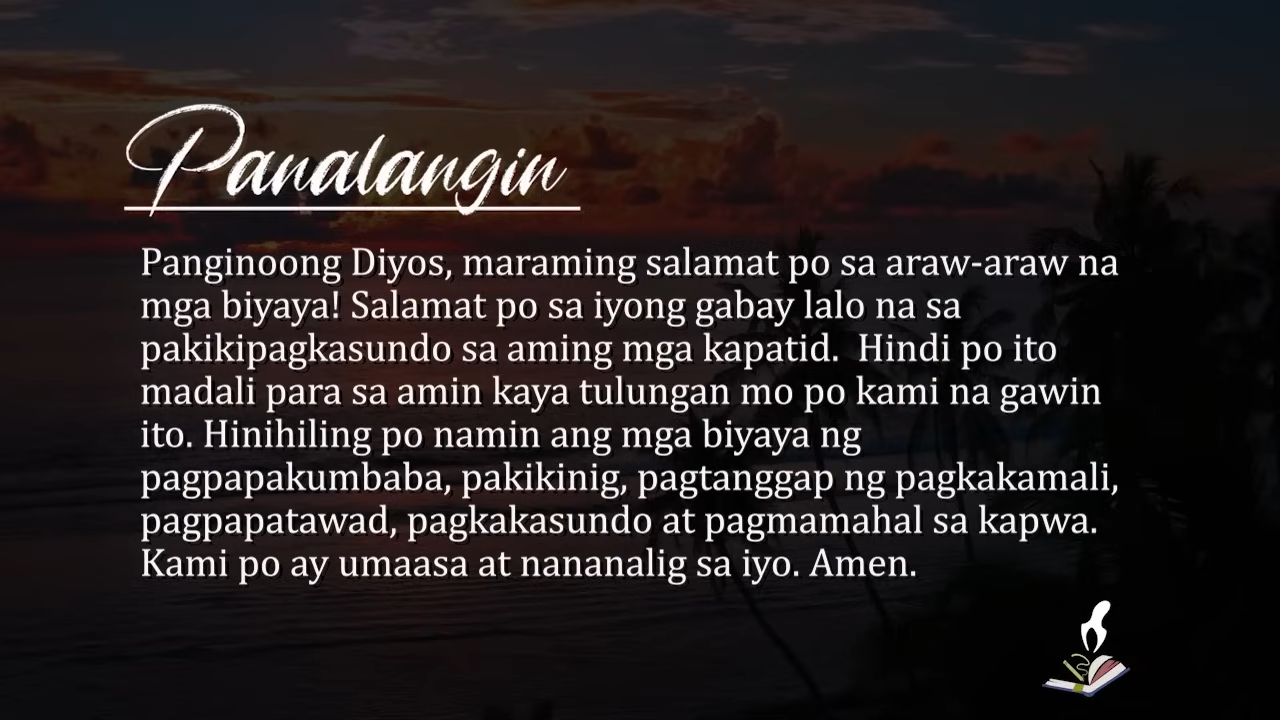 Panalangin
Panginoong Diyos, maraming salamat po sa araw-araw na
mga biyaya! Salamat po sa iyong gabay lalo na sa
pakikipagkasundo sa aming mga kapatid.  Hindi po ito
madali para sa amin kaya tulungan mo po kami na gawin
ito. Hinihiling po namin ang mga biyaya ng
pagpapakumbaba, pakikinig, pagtanggap ng pagkakamali,
pagpapatawad, pagkakasundo at pagmamahal sa kapwa.
Kami po ay umaasa at nananalig sa iyo. Amen.